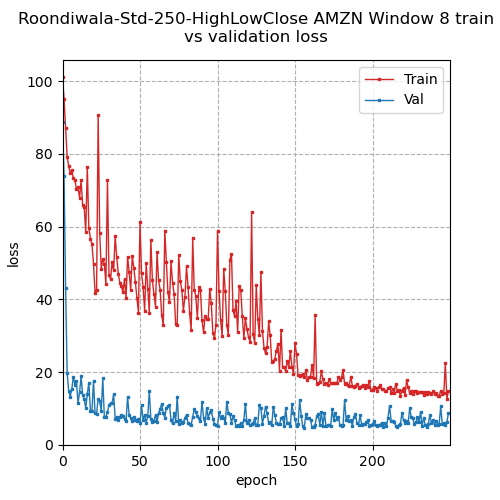 Roondiwala-Std-250-HighLowClose AMZN Window 8 train
vs validation loss
Train
Val
100
80
60
40
20
0
loss
0 50 100 150 200
epoch